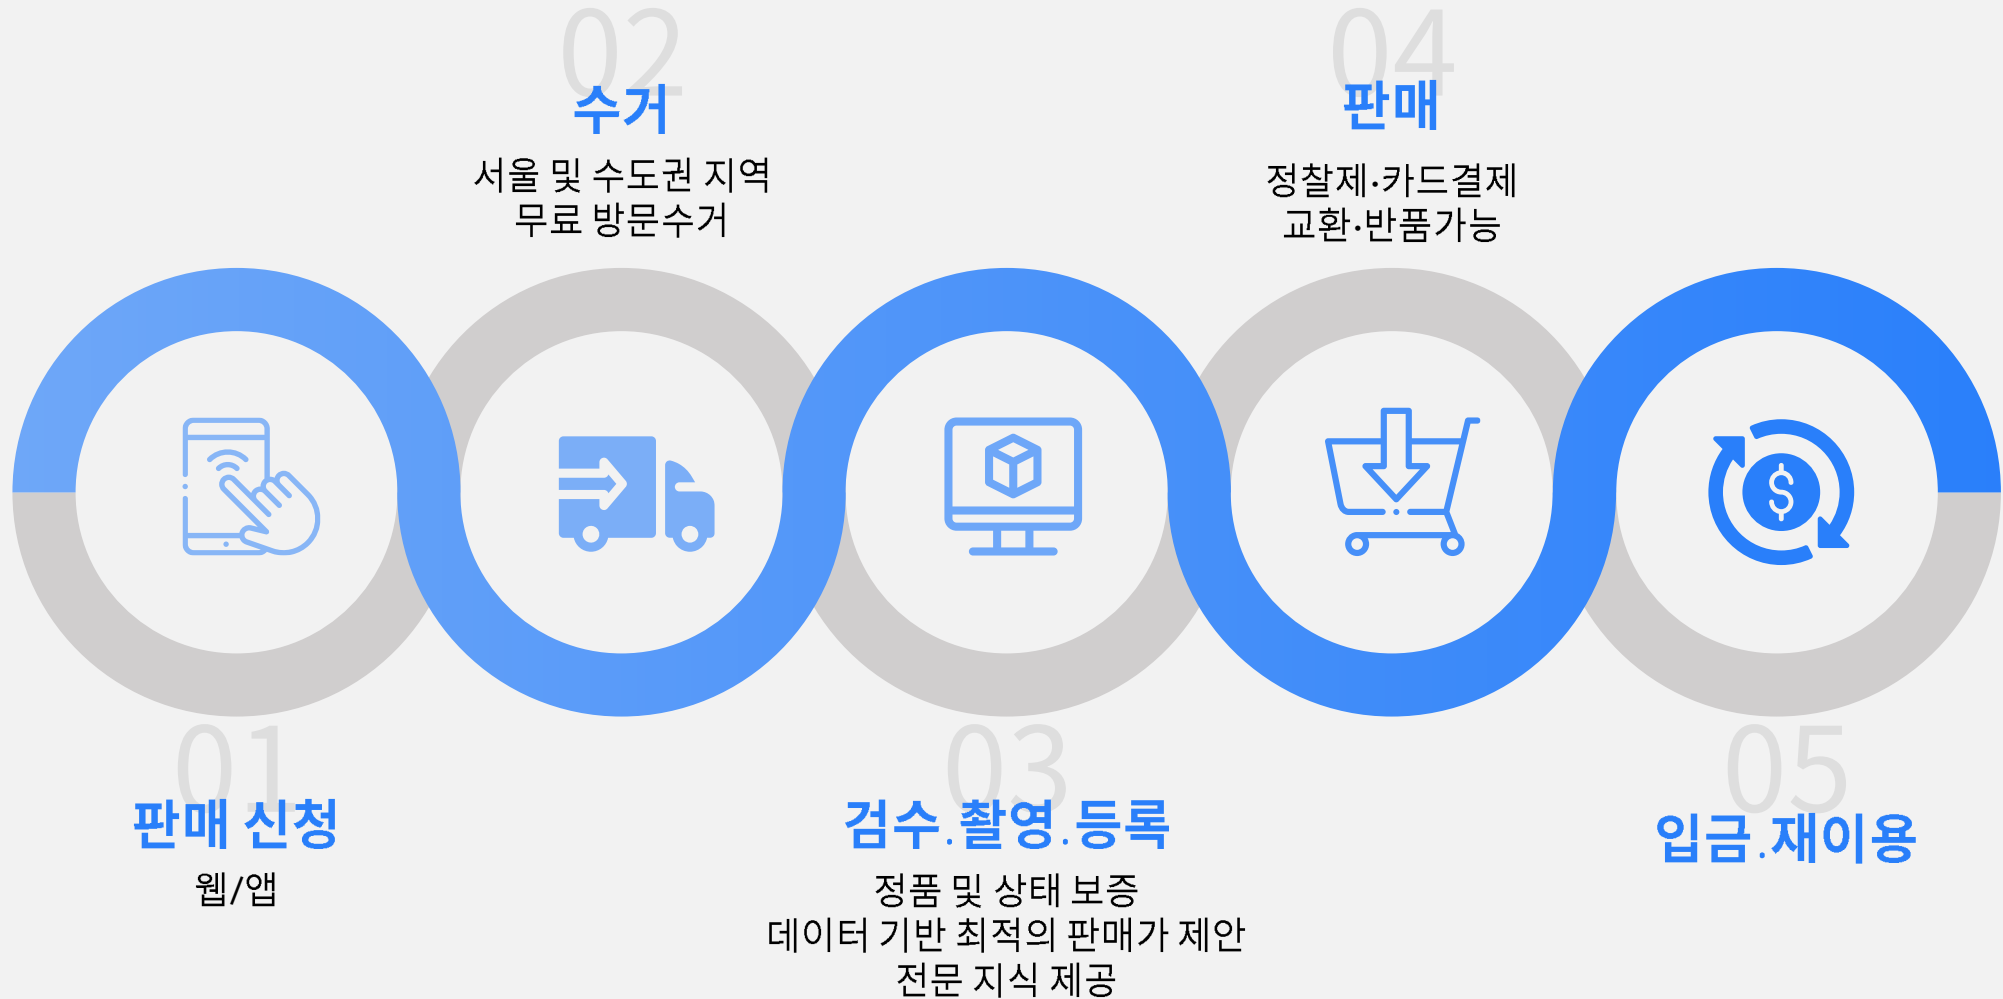 01
판매 신청
웹/앱
02
수거
서울 및 수도권 지역
무료 방문수거
03
검수.촬영.등록
정품 및 상태 보증
데이터 기반 최적의 판매가 제안
전문 지식 제공
04
판매
정찰제·카드결제
교환·반품가능
05
입금.재이용
$